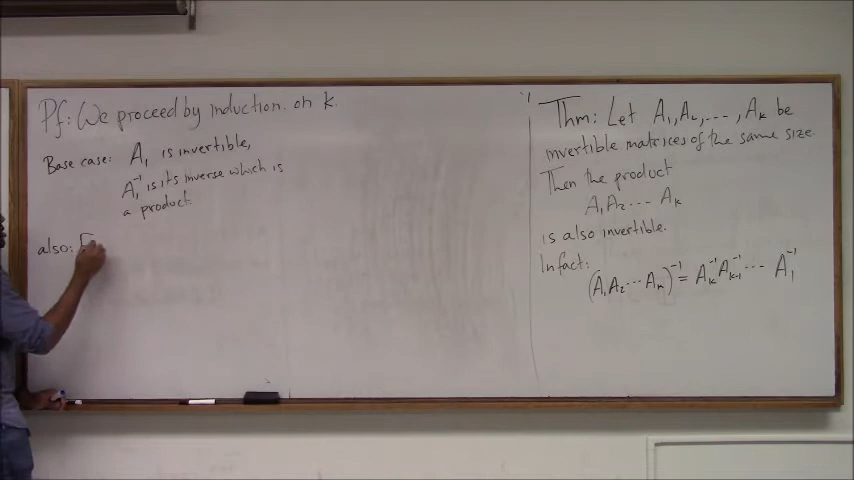 Pf: We proceed by induction on k.
Base case: A₁ is invertible,
A₁⁻¹ is its inverse which is
a product.
also:
Thm: Let A₁, A₂, ..., Aₖ be
invertible matrices of the same size.
Then the product
A₁A₂ ... Aₖ
is also invertible.
In fact:
(A₁A₂ ... Aₙ)⁻¹ = Aₖ⁻¹ Aₖ₋₁⁻¹ ... A₁⁻¹